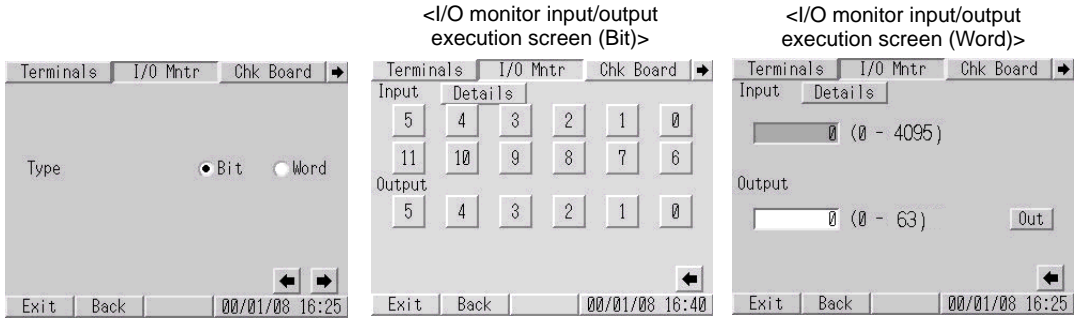 <I/O monitor input/output
execution screen (Bit)>
<I/O monitor input/output
execution screen (Word)>
Terminals I/O Mntr Chk Board
Type Bit Word
Exit Back 00/01/08 16:25
Terminals I/O Mntr Chk Board
Input Details
5 4 3 2 1 0
11 10 9 8 7 6
Output
5 4 3 2 1 0
Exit Back 00/01/08 16:40
Terminals I/O Mntr Chk Board
Input Details
0 (0 - 4095)
Output
0 (0 - 63) Out
Exit Back 00/01/08 16:25